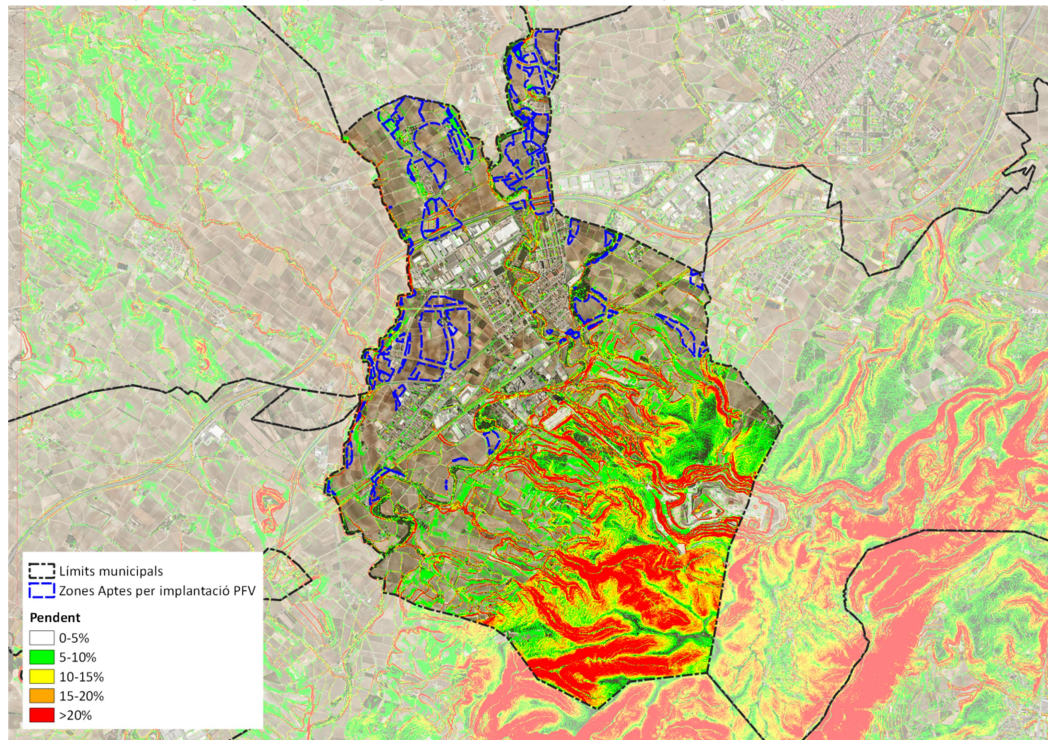 Límits municipals
Zones Aptes per implantació PFV
Pendent
0-5%
5-10%
10-15%
15-20%
>20%